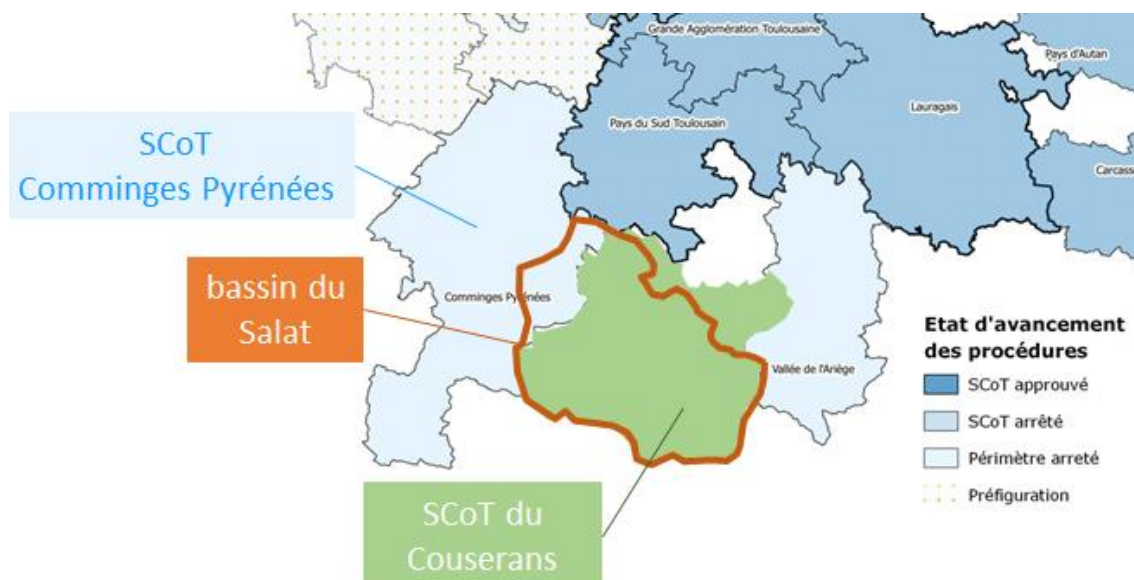 Grande Agglomération Toulousaine
Pays d'Autan
Lauragais
Pays du Sud Toulousain
SCoT
Comminges Pyrénées
Carcass
bassin du
Salat
Comminges Pyrénées
Vallée de l'Ariège
Etat d'avancement
des procédures
SCoT approuvé
SCoT arrêté
Périmètre arreté
Préfiguration
SCoT du
Couserans